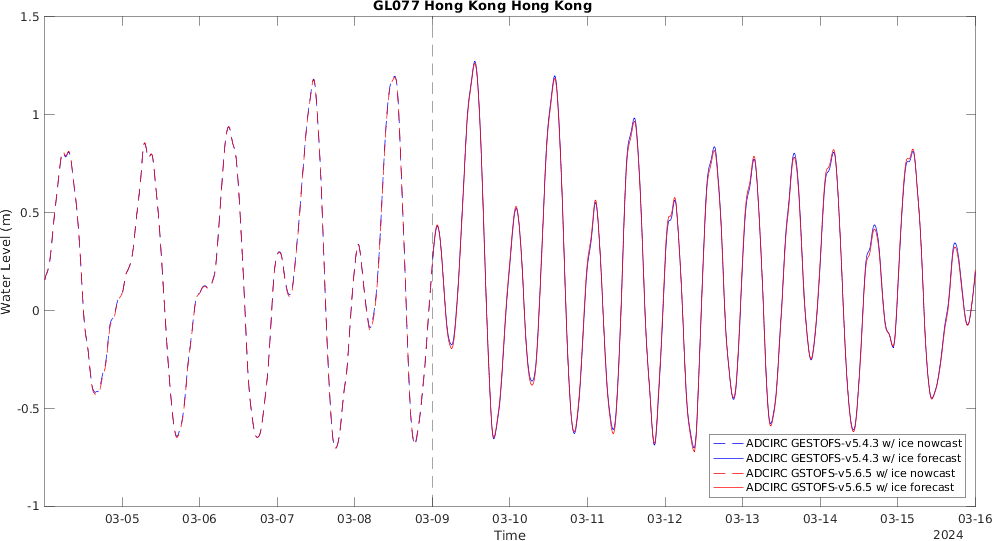 GL077 Hong Kong Hong Kong
1.5
1
0.5
0
-0.5
-1
Water Level (m)
ADCIRC GESTOFS-v5.4.3 w/ ice nowcast
ADCIRC GESTOFS-v5.4.3 w/ ice forecast
ADCIRC GSTOFS-v5.6.5 w/ ice nowcast
ADCIRC GSTOFS-v5.6.5 w/ ice forecast
03-05 03-06 03-07 03-08 03-09 03-10 03-11 03-12 03-13 03-14 03-15 03-16
Time
2024